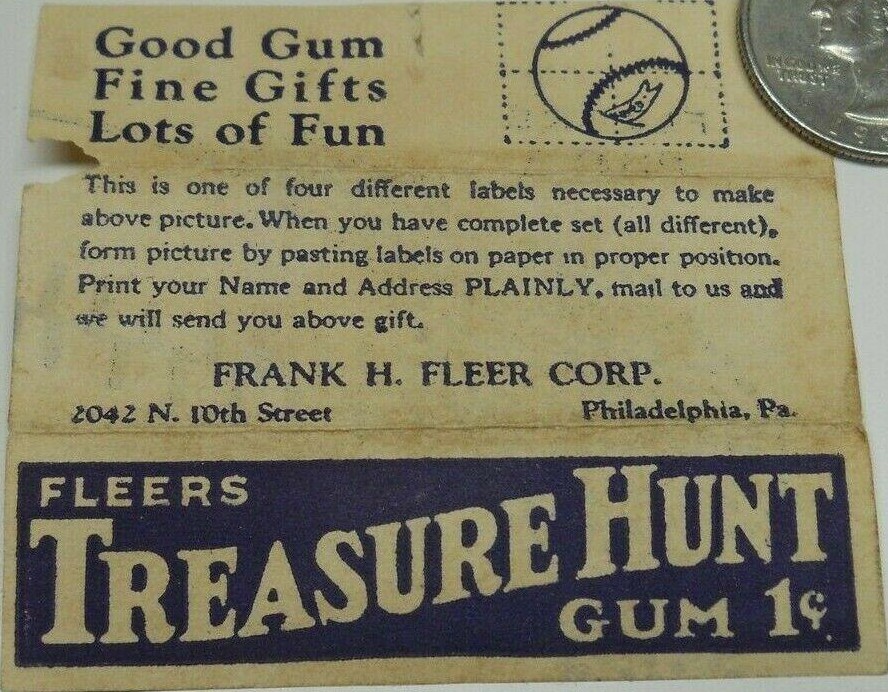 Good Gum
Fine Gifts
Lots of Fun
This is one of four different labels necessary to make
above picture. When you have complete set (all different),
form picture by pasting labels on paper in proper position.
Print your Name and Address PLAINLY, mail to us and
we will send you above gift.
FRANK H. FLEER CORP.
2042 N. 10th Street Philadelphia, Pa.
FLEERS
TREASURE HUNT
GUM 1¢
TRUST